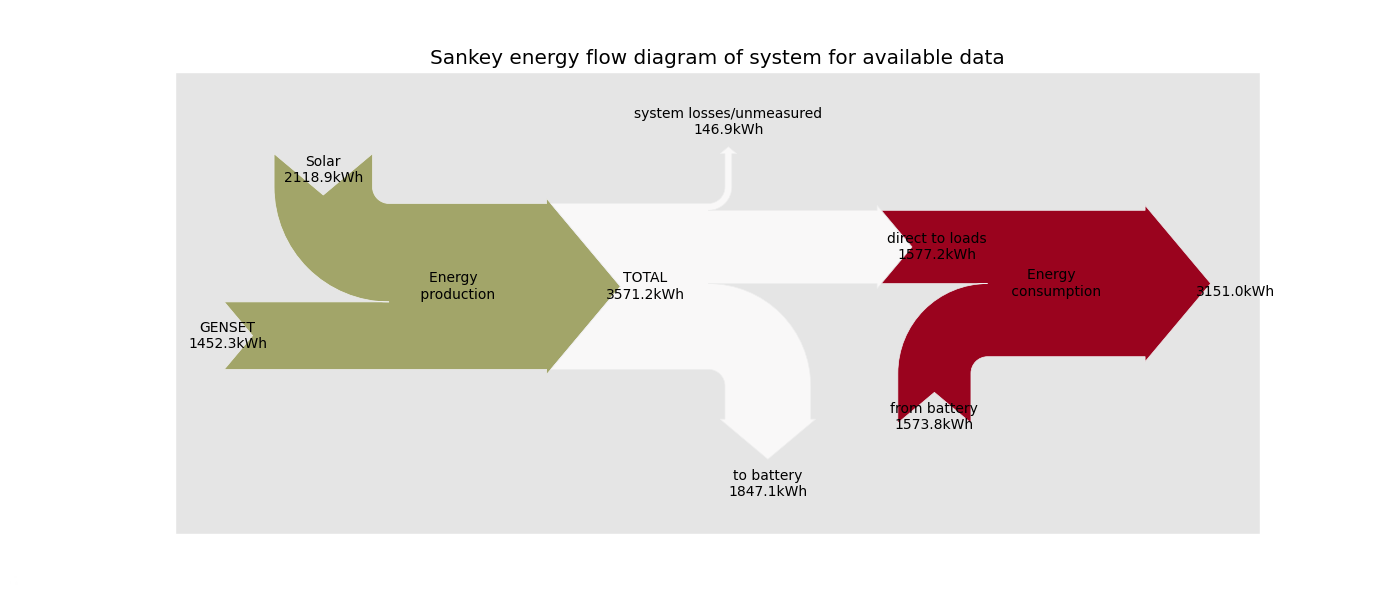 Sankey energy flow diagram of system for available data
system losses/unmeasured
146.9kWh
Solar
2118.9kWh
direct to loads
1577.2kWh
Energy
production
TOTAL
3571.2kWh
Energy
consumption
3151.0kWh
GENSET
1452.3kWh
from battery
1573.8kWh
to battery
1847.1kWh